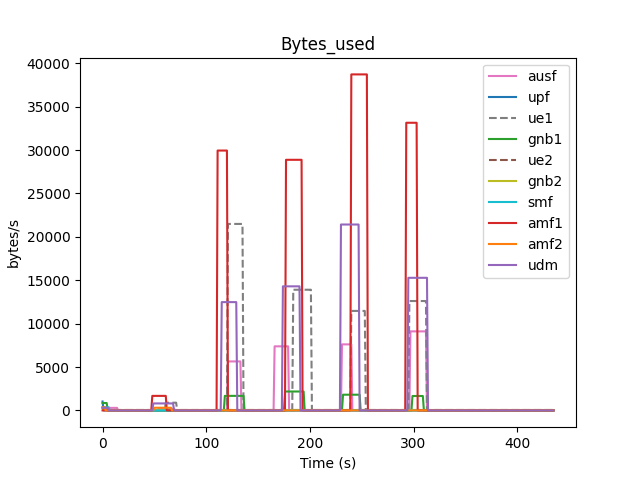 Bytes_used
40000
35000
30000
25000
20000
15000
10000
5000
0
bytes/s
0 100 200 300 400
Time (s)
ausf
upf
ue1
gnb1
ue2
gnb2
smf
amf1
amf2
udm